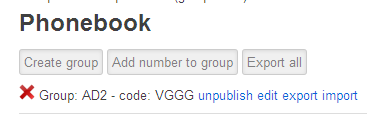 Phonebook
Create group Add number to group Export all
Group: AD2 - code: VGGG unpublish edit export import